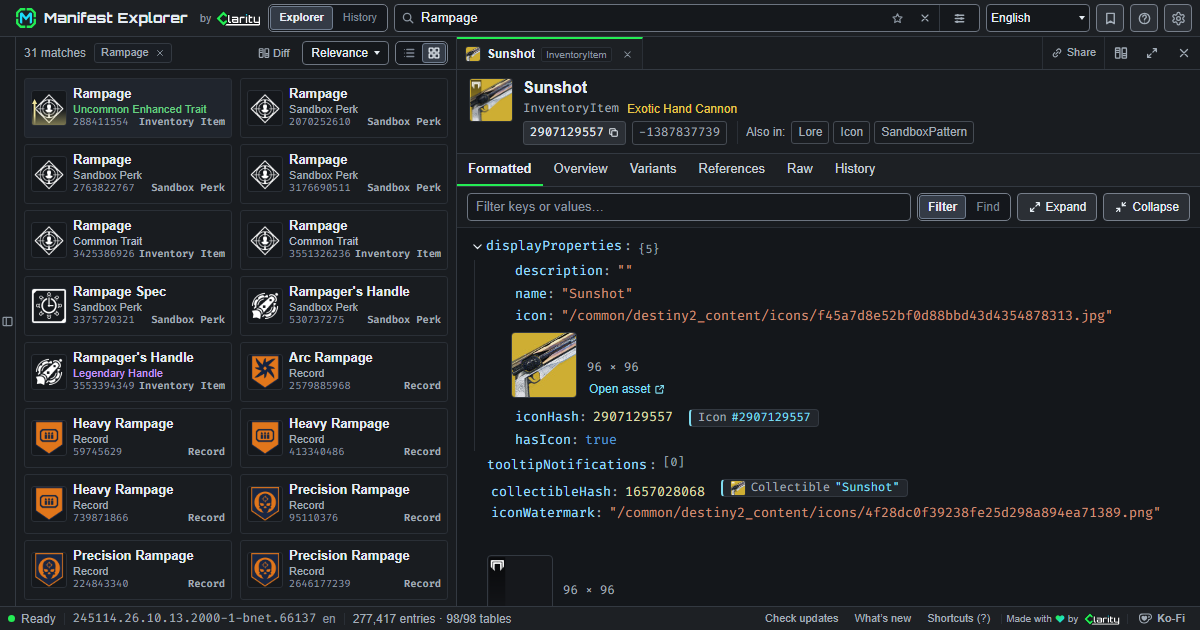 Manifest Explorer by Clarity Explorer History Rampage English
31 matches Rampage × Diff Relevance
Rampage
Uncommon Enhanced Trait
288411554 Inventory Item
Rampage
Sandbox Perk
2070252610 Sandbox Perk
Rampage
Sandbox Perk
2763822767 Sandbox Perk
Rampage
Sandbox Perk
3176690511 Sandbox Perk
Rampage
Common Trait
3425386926 Inventory Item
Rampage
Common Trait
3551326236 Inventory Item
Rampage Spec
Sandbox Perk
3375720321 Sandbox Perk
Rampager's Handle
Sandbox Perk
530737275 Sandbox Perk
Rampager's Handle
Legendary Handle
3553394349 Inventory Item
Arc Rampage
Record
2579885968 Record
Heavy Rampage
Record
59745629 Record
Heavy Rampage
Record
413340486 Record
Heavy Rampage
Record
739871866 Record
Precision Rampage
Record
95110376 Record
Precision Rampage
Record
224843340 Record
Precision Rampage
Record
2646177239 Record
Sunshot InventoryItem × Share
Sunshot
InventoryItem Exotic Hand Cannon
2907129557 -1387837739 Also in: Lore Icon SandboxPattern
Formatted Overview Variants References Raw History
Filter keys or values… Filter Find Expand Collapse
displayProperties: {5}
description: ""
name: "Sunshot"
icon: "/common/destiny2_content/icons/f45a7d8e52bf0d88bbd43d4354878313.jpg"
96 × 96
Open asset
iconHash: 2907129557 Icon #2907129557
hasIcon: true
tooltipNotifications: [0]
collectibleHash: 1657028068 Collectible "Sunshot"
iconWatermark: "/common/destiny2_content/icons/4f28dc0f39238fe25d298a894ea71389.png"
96 × 96
Ready 245114.26.10.13.2000-1-bnet.66137 en 277,417 entries · 98/98 tables Check updates What's new Shortcuts (?) Made with ♥ by Clarity Ko-Fi